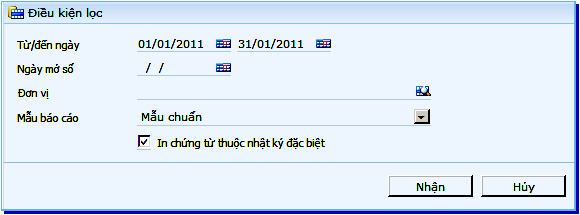 Điều kiện lọc
Từ/đến ngày 01/01/2011 31/01/2011
Ngày mở sổ / /
Đơn vị
Mẫu báo cáo Mẫu chuẩn
In chứng từ thuộc nhật ký đặc biệt
Nhận Hủy